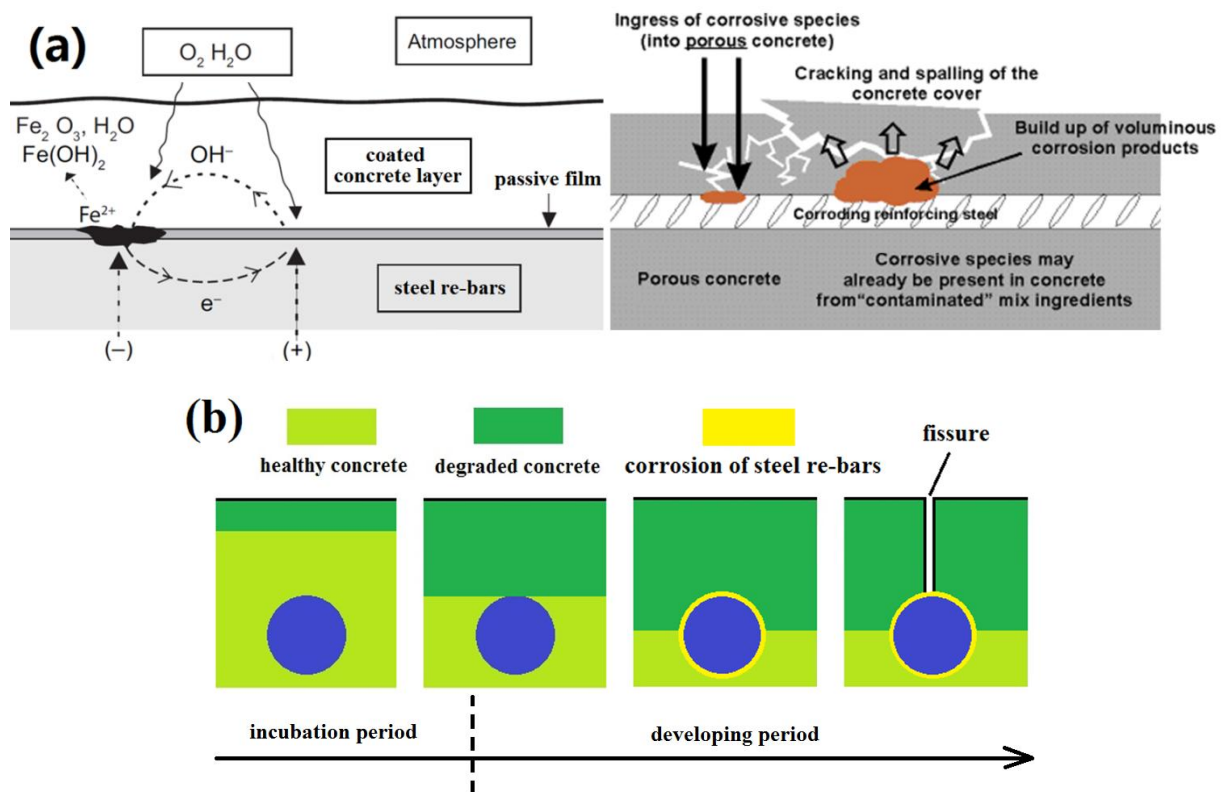 (a)
O₂ H₂O
Atmosphere
Fe₂ O₃, H₂O
Fe(OH)₂
OH⁻
coated
concrete layer
passive film
Fe²⁺
steel re-bars
e⁻
(−)
(+)
Ingress of corrosive species
(into porous concrete)
Cracking and spalling of the
concrete cover
Build up of voluminous
corrosion products
Corroding reinforcing steel
Porous concrete
Corrosive species may
already be present in concrete
from“contaminated” mix ingredients
(b)
healthy concrete
degraded concrete
corrosion of steel re-bars
fissure
incubation period
developing period